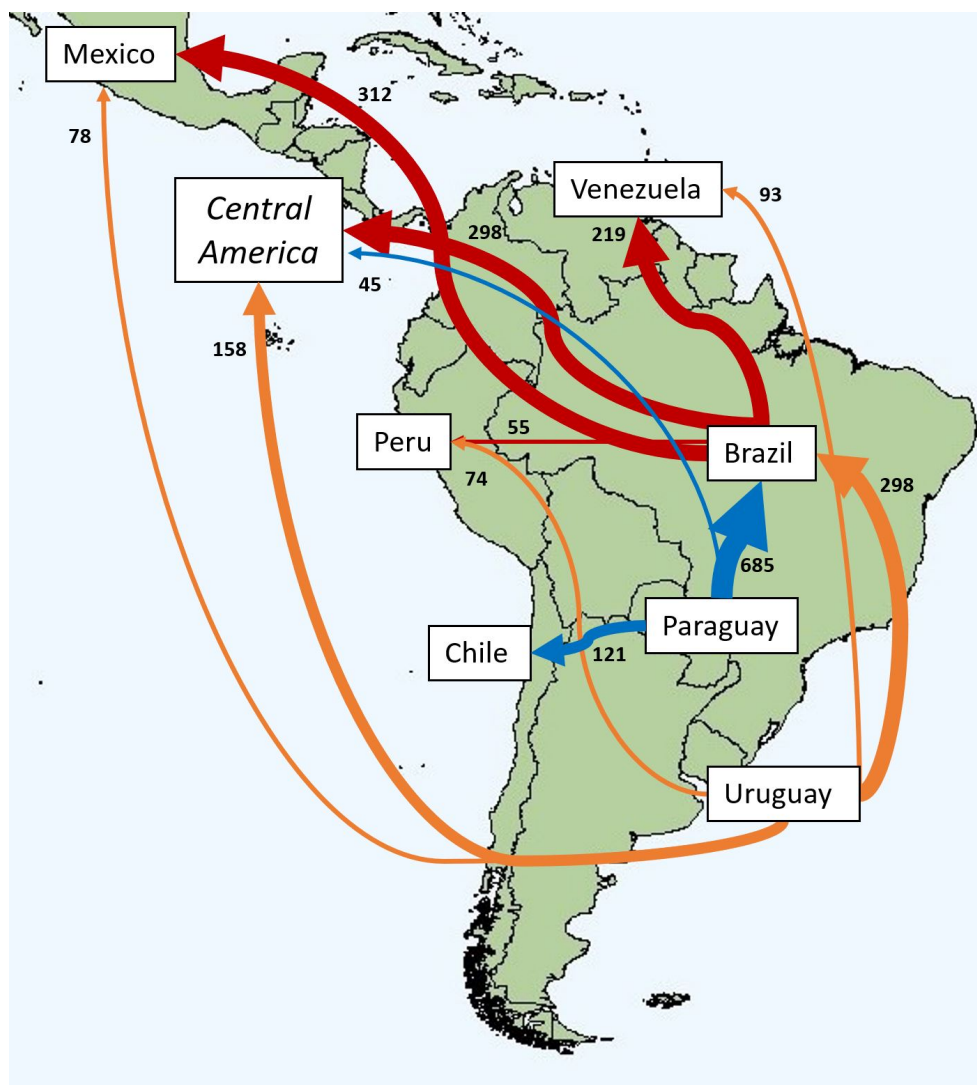 Mexico
312
78
Venezuela
93
Central
America
298
219
45
158
Peru
55
Brazil
74
298
685
Paraguay
Chile
121
Uruguay